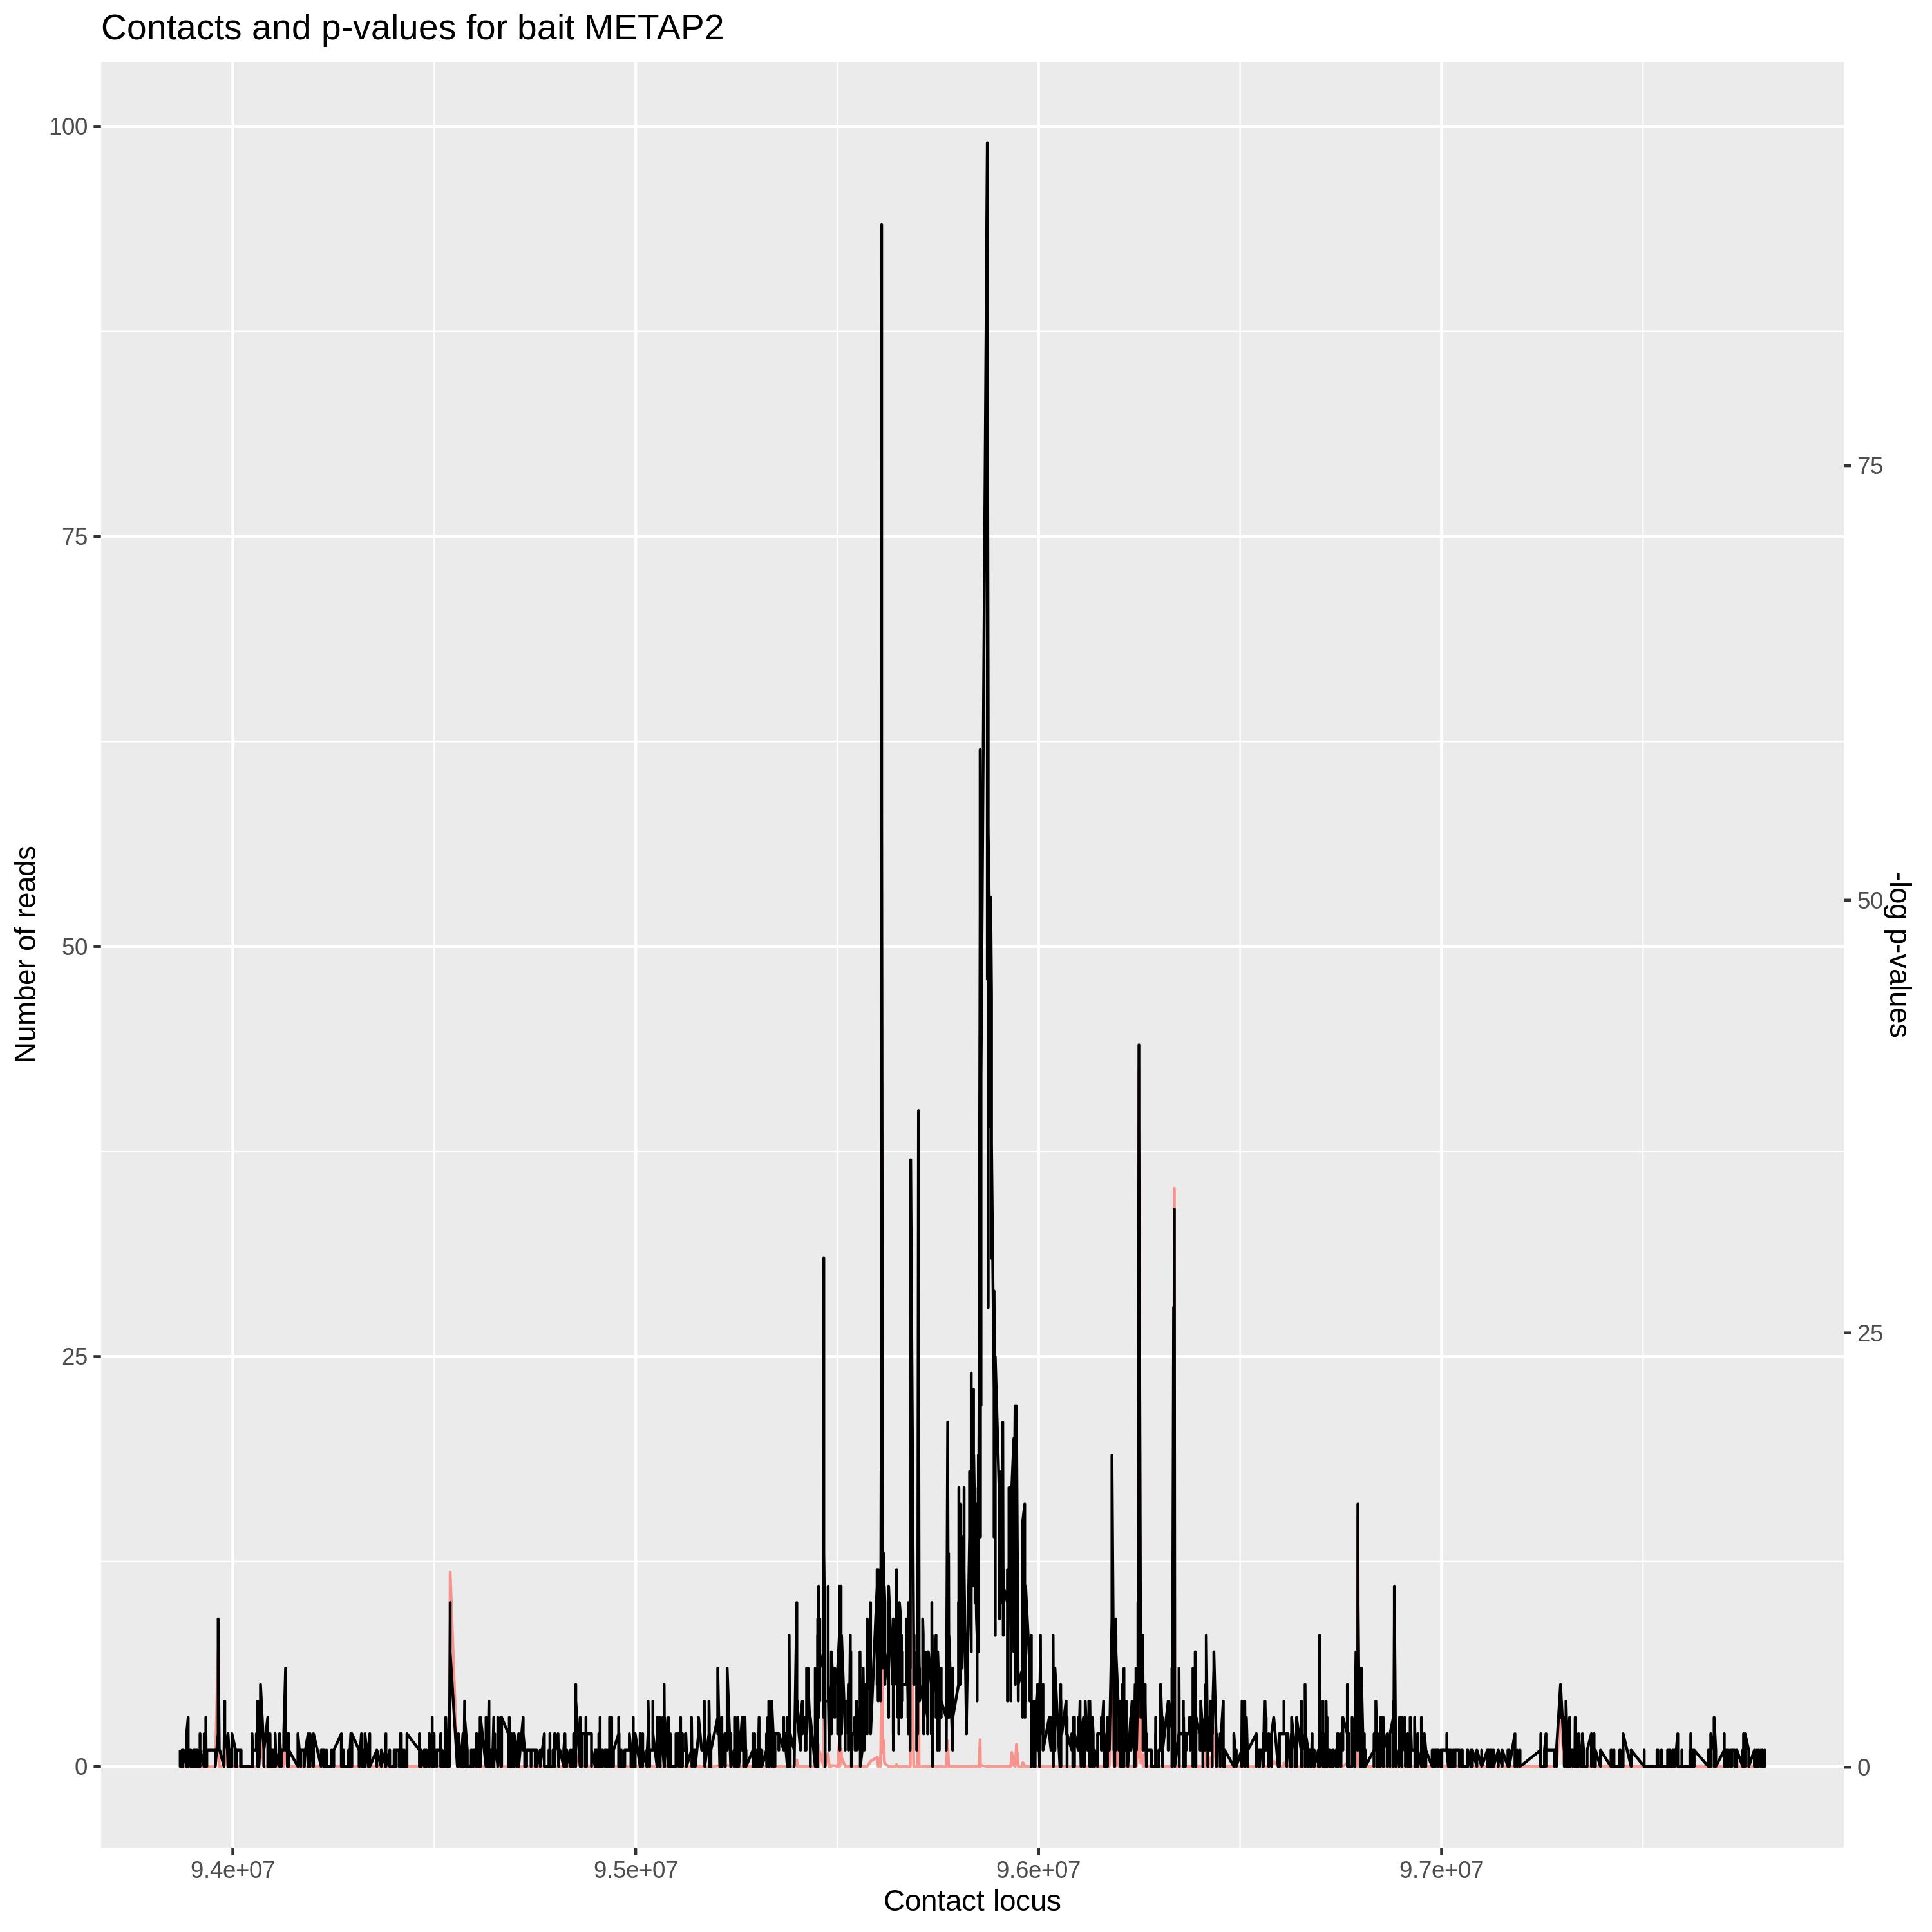 Contacts and p-values for bait METAP2
100
75
50
25
0
Number of reads
75
50
25
0
-log p-values
9.4e+07
9.5e+07
9.6e+07
9.7e+07
Contact locus